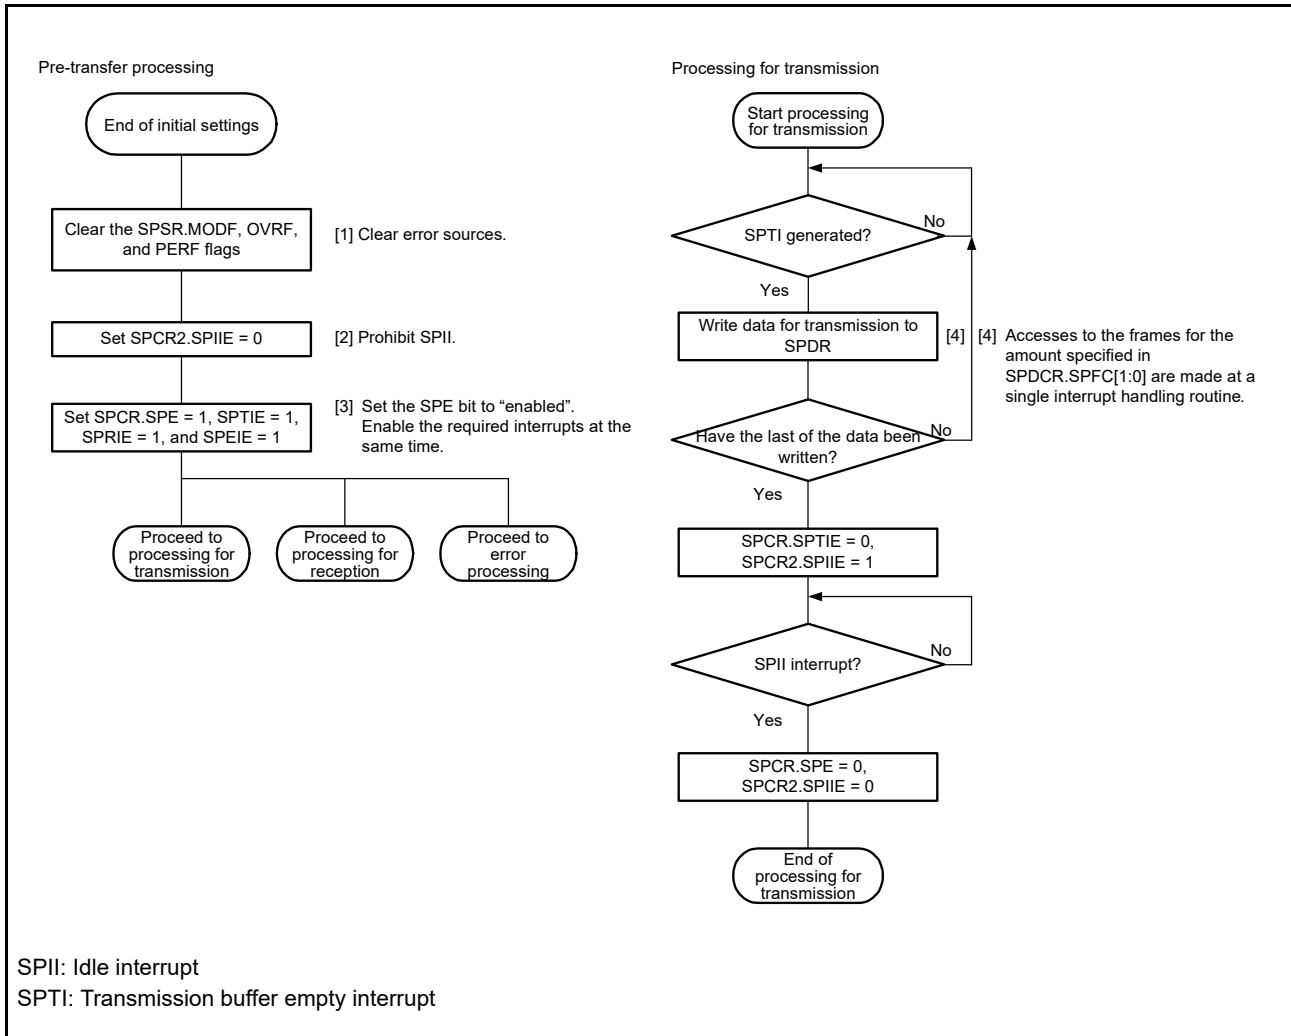 Pre-transfer processing
End of initial settings
Clear the SPSR.MODF, OVRF,
and PERF flags
[1] Clear error sources.
Set SPCR2.SPIIE = 0
[2] Prohibit SPII.
Set SPCR.SPE = 1, SPTIE = 1,
SPRIE = 1, and SPEIE = 1
[3] Set the SPE bit to “enabled”.
Enable the required interrupts at the
same time.
Proceed to
processing for
transmission
Proceed to
processing for
reception
Proceed to
error
processing
Processing for transmission
Start processing
for transmission
SPTI generated?
No
Yes
Write data for transmission to
SPDR
[4]
[4] Accesses to the frames for the
amount specified in
SPDCR.SPFC[1:0] are made at a
single interrupt handling routine.
Have the last of the data been
written?
No
Yes
SPCR.SPTIE = 0,
SPCR2.SPIIE = 1
SPII interrupt?
No
Yes
SPCR.SPE = 0,
SPCR2.SPIIE = 0
End of
processing for
transmission
SPII: Idle interrupt
SPTI: Transmission buffer empty interrupt